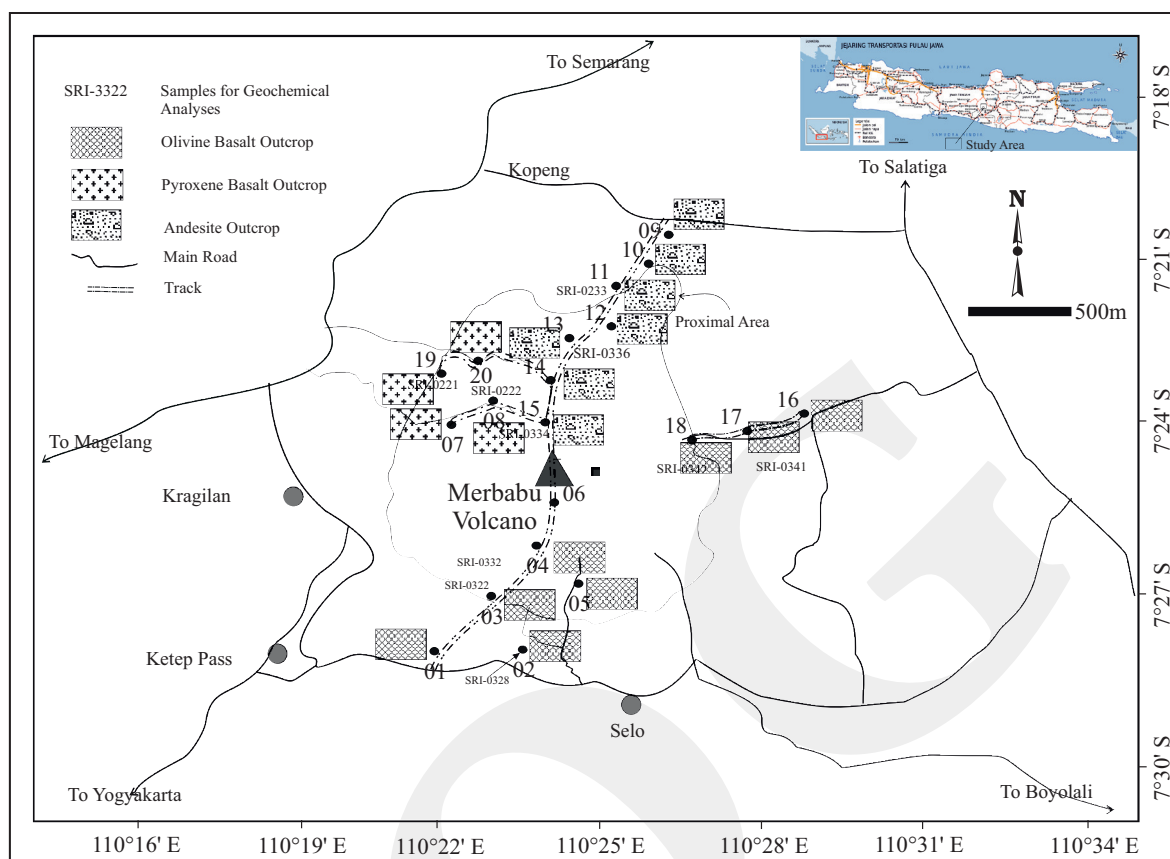 To Semarang
JEJARING TRANSPORTASI PULAU JAWA
Study Area
SRI-3322
Samples for Geochemical
Analyses
Olivine Basalt Outcrop
Pyroxene Basalt Outcrop
Andesite Outcrop
Main Road
Track
Kopeng
To Salatiga
N
500m
7°18' S
7°21' S
7°24' S
7°27' S
7°30' S
09
10
11
SRI-0233
12
Proximal Area
13
SRI-0336
14
19
SRI-0221
20
SRI-0222
15
08
SRI-0334
07
16
17
18
SRI-0342
SRI-0341
To Magelang
Kragilan
Merbabu
Volcano
06
SRI-0332
04
SRI-0322
03
05
Ketep Pass
01
02
SRI-0328
Selo
To Yogyakarta
To Boyolali
110°16' E
110°19' E
110°22' E
110°25' E
110°28' E
110°31' E
110°34' E